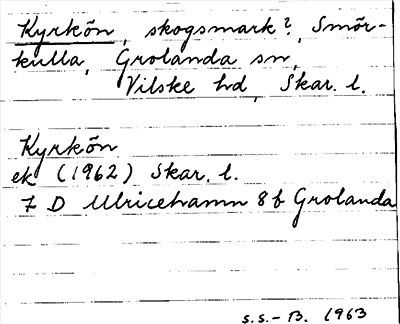 Kyrkön, skogsmark?, Smör-
kulla, Grolanda sn,
Vilske hd, Skar. l.
Kyrkön
ek (1962) Skar. l.
7 D Ulricehamn 8 b Grolanda
S.S.-B. 1963